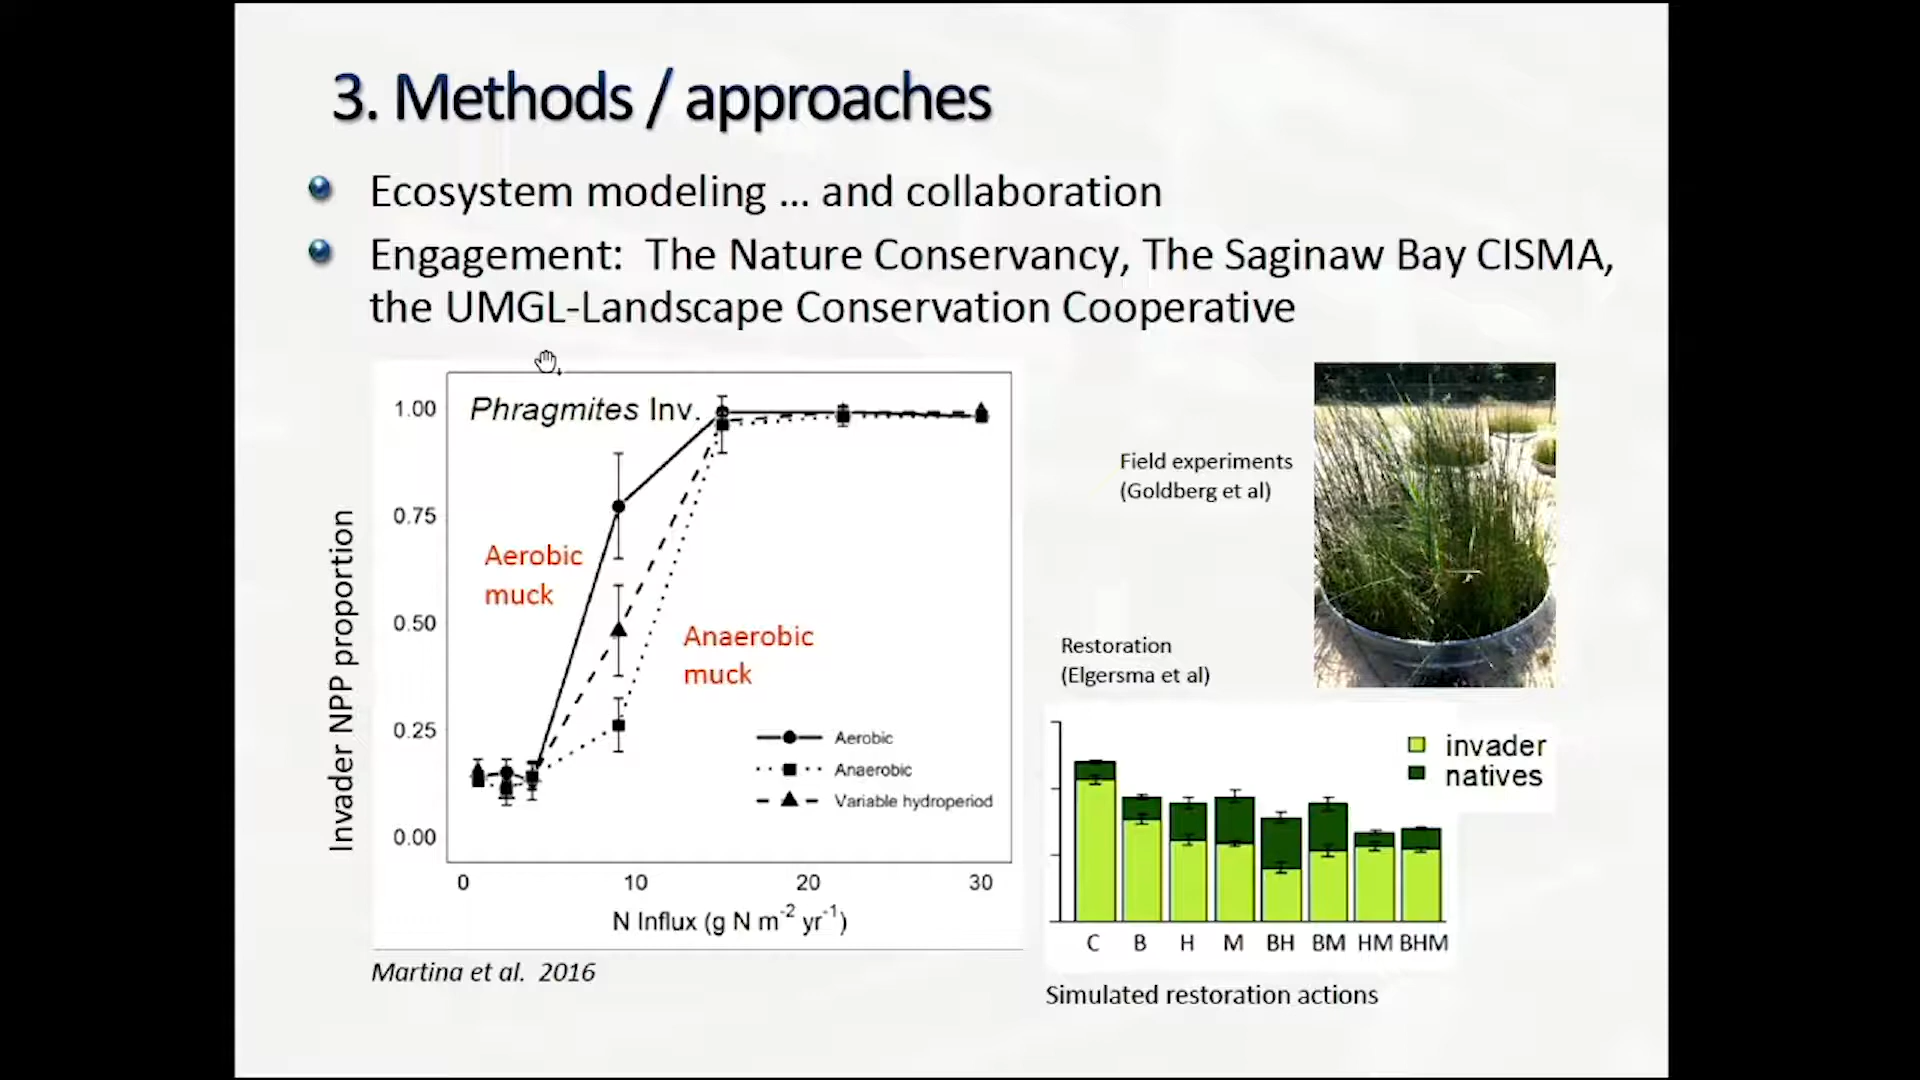 3. Methods / approaches
Ecosystem modeling ... and collaboration
Engagement: The Nature Conservancy, The Saginaw Bay CISMA,
the UMGL-Landscape Conservation Cooperative
Phragmites Inv.
1.00
0.75
0.50
0.25
0.00
Invader NPP proportion
Aerobic
muck
Anaerobic
muck
Aerobic
Anaerobic
Variable hydroperiod
0 10 20 30
N Influx (g N m⁻² yr⁻¹)
Martina et al. 2016
Field experiments
(Goldberg et al)
Restoration
(Elgersma et al)
invader
natives
C B H M BH BM HM BHM
Simulated restoration actions